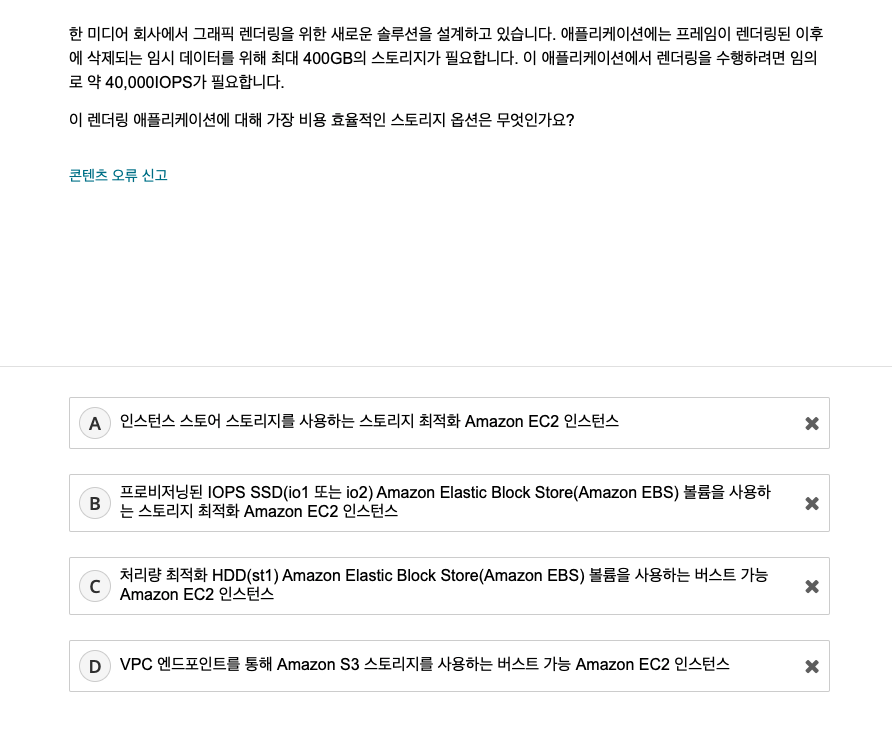 한 미디어 회사에서 그래픽 렌더링을 위한 새로운 솔루션을 설계하고 있습니다. 애플리케이션에는 프레임이 렌더링된 이후
에 삭제되는 임시 데이터를 위해 최대 400GB의 스토리지가 필요합니다. 이 애플리케이션에서 렌더링을 수행하려면 임의
로 약 40,000IOPS가 필요합니다.
이 렌더링 애플리케이션에 대해 가장 비용 효율적인 스토리지 옵션은 무엇인가요?
콘텐츠 오류 신고
A 인스턴스 스토어 스토리지를 사용하는 스토리지 최적화 Amazon EC2 인스턴스
B 프로비저닝된 IOPS SSD(io1 또는 io2) Amazon Elastic Block Store(Amazon EBS) 볼륨을 사용하
는 스토리지 최적화 Amazon EC2 인스턴스
C 처리량 최적화 HDD(st1) Amazon Elastic Block Store(Amazon EBS) 볼륨을 사용하는 버스트 가능
Amazon EC2 인스턴스
D VPC 엔드포인트를 통해 Amazon S3 스토리지를 사용하는 버스트 가능 Amazon EC2 인스턴스